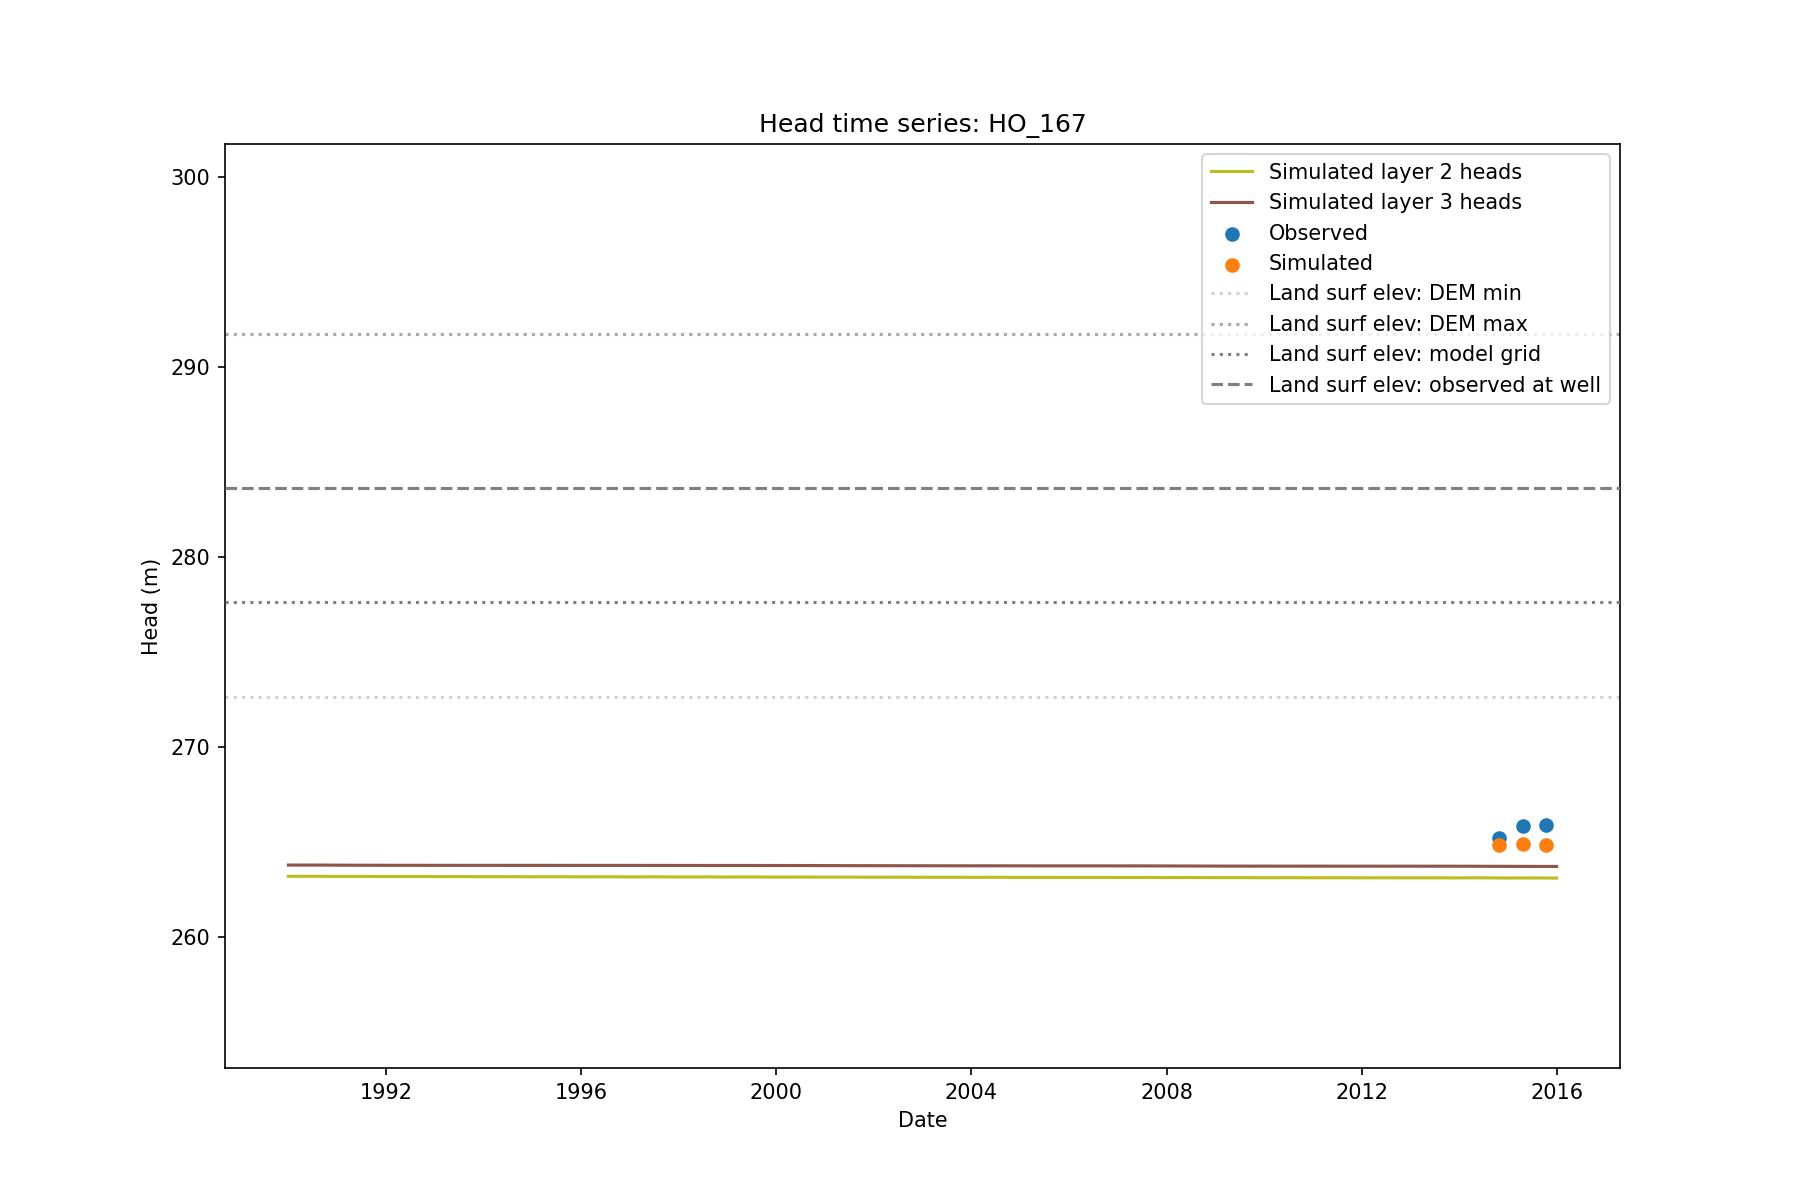 Head time series: HO_167
Simulated layer 2 heads
Simulated layer 3 heads
Observed
Simulated
Land surf elev: DEM min
Land surf elev: DEM max
Land surf elev: model grid
Land surf elev: observed at well
300
290
280
270
260
Head (m)
1992 1996 2000 2004 2008 2012 2016
Date